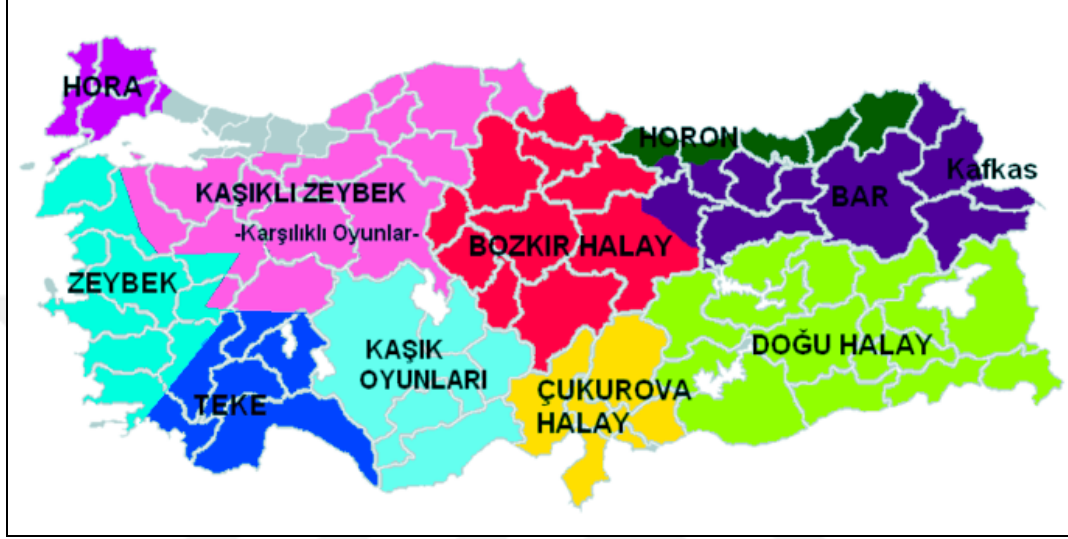 HORA
HORON
Kafkas
KAŞIKLI ZEYBEK
BAR
-Karşılıklı Oyunlar-
BOZKIR HALAY
ZEYBEK
KAŞIK
OYUNLARI
DOĞU HALAY
ÇUKUROVA
HALAY
TEKE